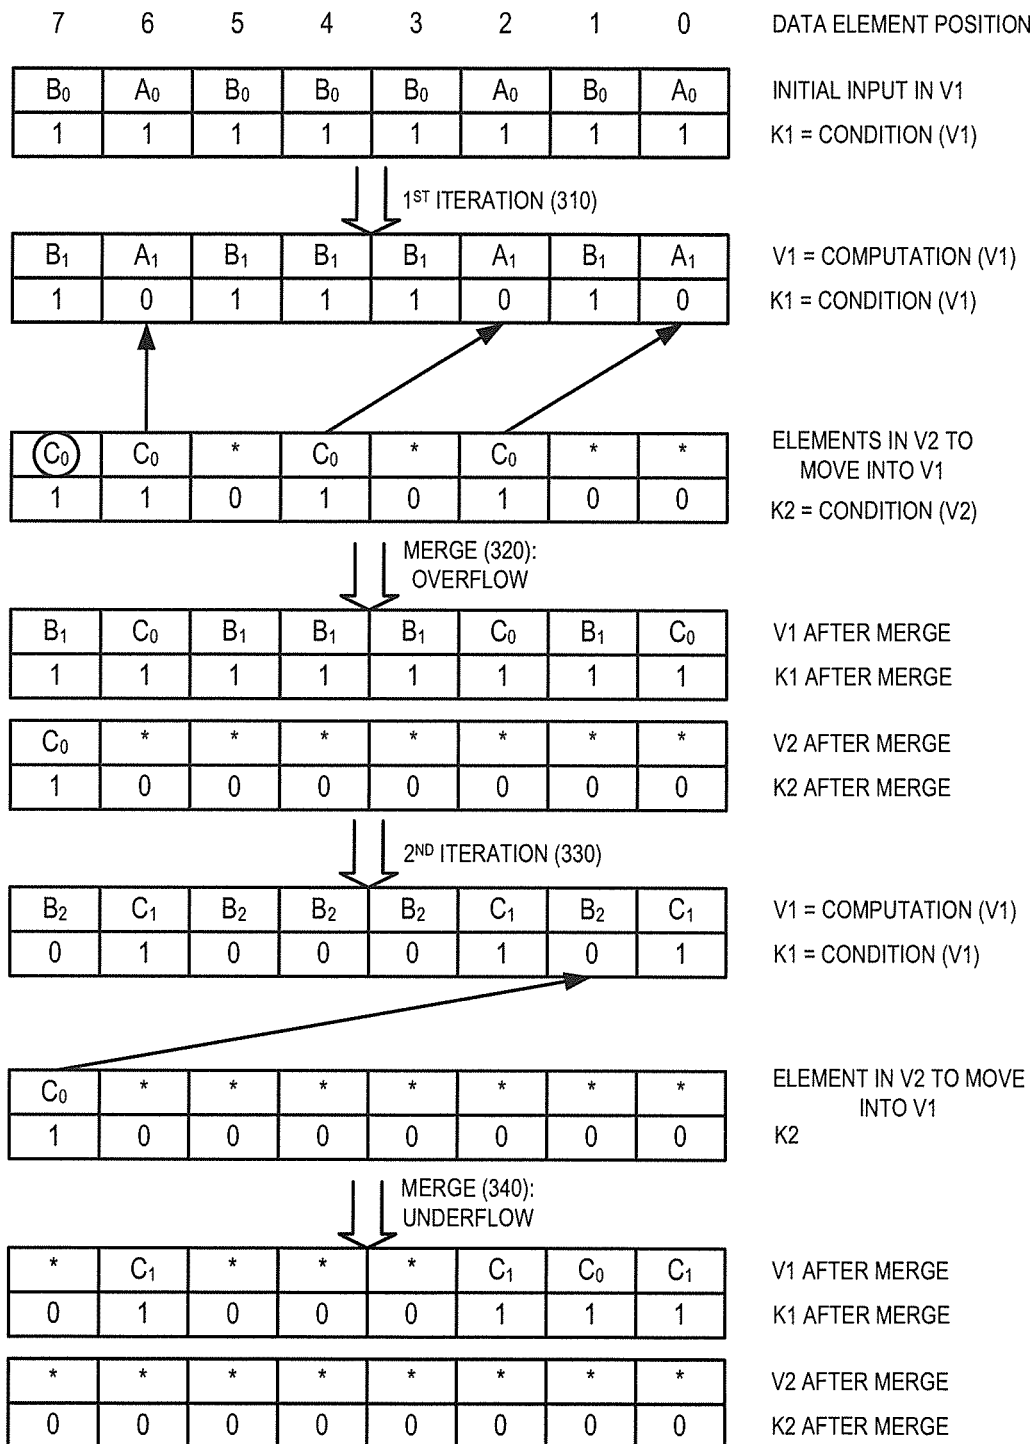 7 6 5 4 3 2 1 0 DATA ELEMENT POSITION
B₀ A₀ B₀ B₀ B₀ A₀ B₀ A₀ INITIAL INPUT IN V1
1 1 1 1 1 1 1 1 K1 = CONDITION (V1)
1ST ITERATION (310)
B₁ A₁ B₁ B₁ B₁ A₁ B₁ A₁ V1 = COMPUTATION (V1)
1 0 1 1 1 0 1 0 K1 = CONDITION (V1)
C₀ C₀ * C₀ * C₀ * * ELEMENTS IN V2 TO
MOVE INTO V1
1 1 0 1 0 1 0 0 K2 = CONDITION (V2)
MERGE (320):
OVERFLOW
B₁ C₀ B₁ B₁ B₁ C₀ B₁ C₀ V1 AFTER MERGE
1 1 1 1 1 1 1 1 K1 AFTER MERGE
C₀ * * * * * * * V2 AFTER MERGE
1 0 0 0 0 0 0 0 K2 AFTER MERGE
2ND ITERATION (330)
B₂ C₁ B₂ B₂ B₂ C₁ B₂ C₁ V1 = COMPUTATION (V1)
0 1 0 0 0 1 0 1 K1 = CONDITION (V1)
C₀ * * * * * * * ELEMENT IN V2 TO MOVE
INTO V1
1 0 0 0 0 0 0 0 K2
MERGE (340):
UNDERFLOW
* C₁ * * * C₁ C₀ C₁ V1 AFTER MERGE
0 1 0 0 0 1 1 1 K1 AFTER MERGE
* * * * * * * * V2 AFTER MERGE
0 0 0 0 0 0 0 0 K2 AFTER MERGE